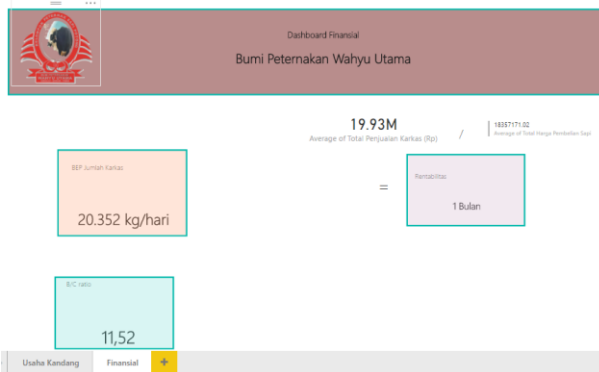 Dashboard Finansial
Bumi Peternakan Wahyu Utama
19.93M
Average of Total Penjualan Karkas (Rp)
/
18357171.02
Average of Total Harga Pembelian Sapi
BEP Jumlah Karkas
20.352 kg/hari
=
Rentabilitas
1 Bulan
B/C ratio
11,52
Usaha Kandang
Finansial
+